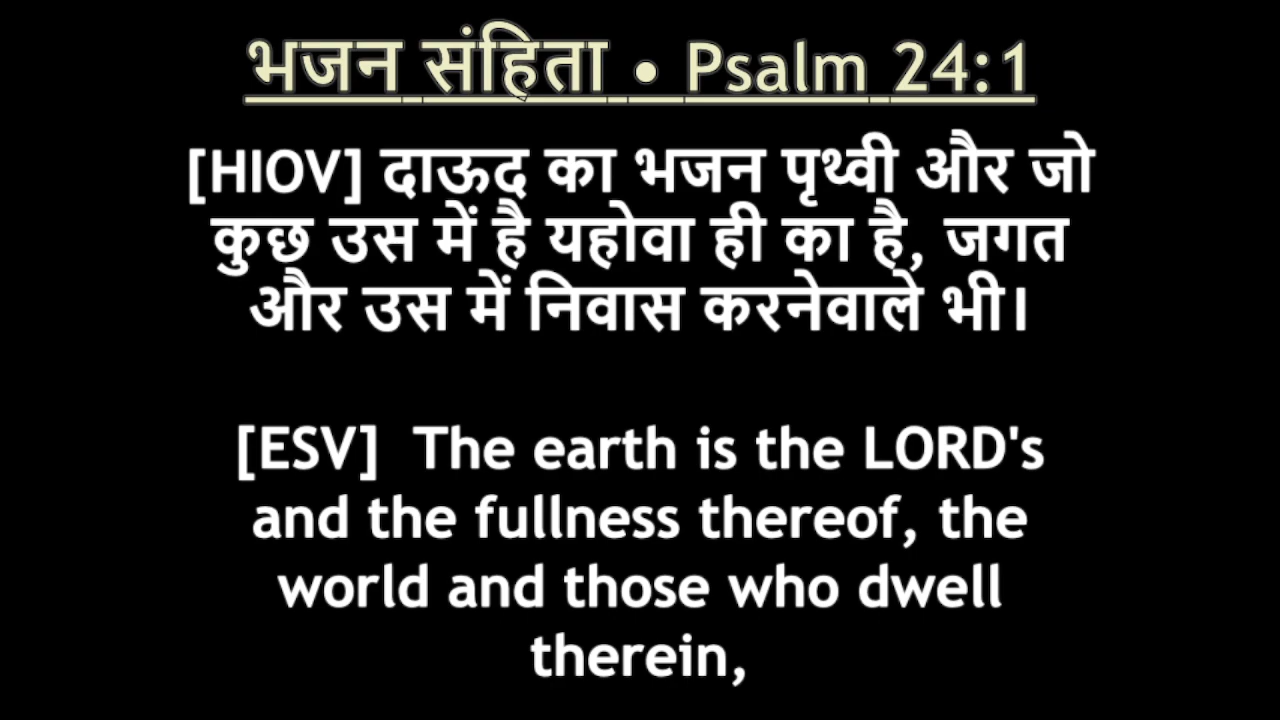 भजन संहिता • Psalm 24:1
[HIOV] दाऊद का भजन पृथ्वी और जो
कुछ उस में है यहोवा ही का है, जगत
और उस में निवास करनेवाले भी।
[ESV]  The earth is the LORD's
and the fullness thereof, the
world and those who dwell
therein,